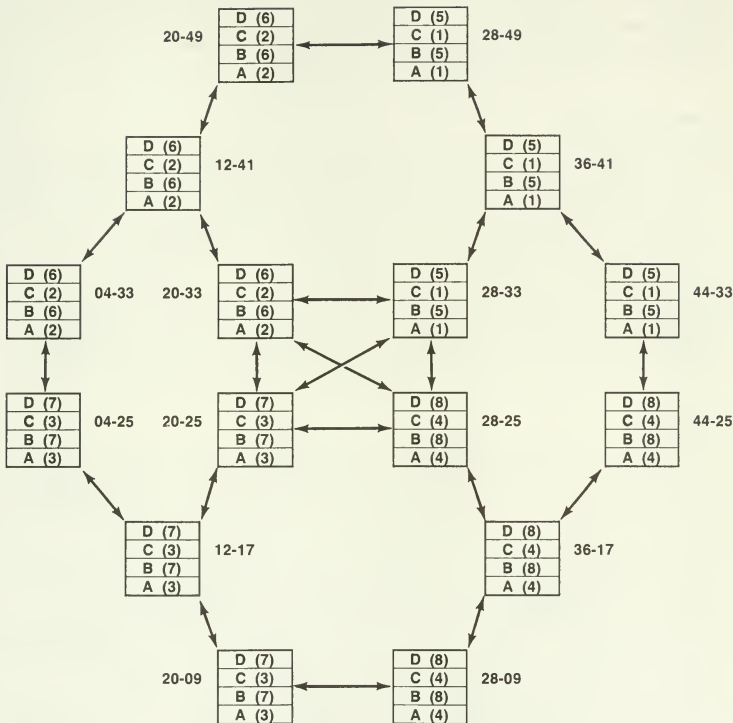 20-49
D (6)
C (2)
B (6)
A (2)
D (5)
C (1)
B (5)
A (1)
28-49
D (6)
C (2)
B (6)
A (2)
12-41
D (5)
C (1)
B (5)
A (1)
36-41
D (6)
C (2)
B (6)
A (2)
04-33
20-33
D (6)
C (2)
B (6)
A (2)
D (5)
C (1)
B (5)
A (1)
28-33
D (5)
C (1)
B (5)
A (1)
44-33
D (7)
C (3)
B (7)
A (3)
04-25
20-25
D (7)
C (3)
B (7)
A (3)
D (8)
C (4)
B (8)
A (4)
28-25
D (8)
C (4)
B (8)
A (4)
44-25
D (7)
C (3)
B (7)
A (3)
12-17
D (8)
C (4)
B (8)
A (4)
36-17
20-09
D (7)
C (3)
B (7)
A (3)
D (8)
C (4)
B (8)
A (4)
28-09